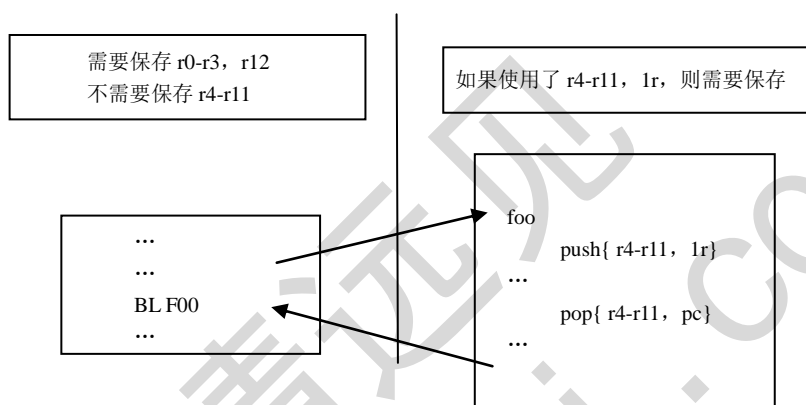 需要保存 r0-r3，r12
不需要保存 r4-r11
如果使用了 r4-r11，1r，则需要保存
…
…
BL F00
…
foo
push{ r4-r11，1r}
…
pop{ r4-r11，pc}
…